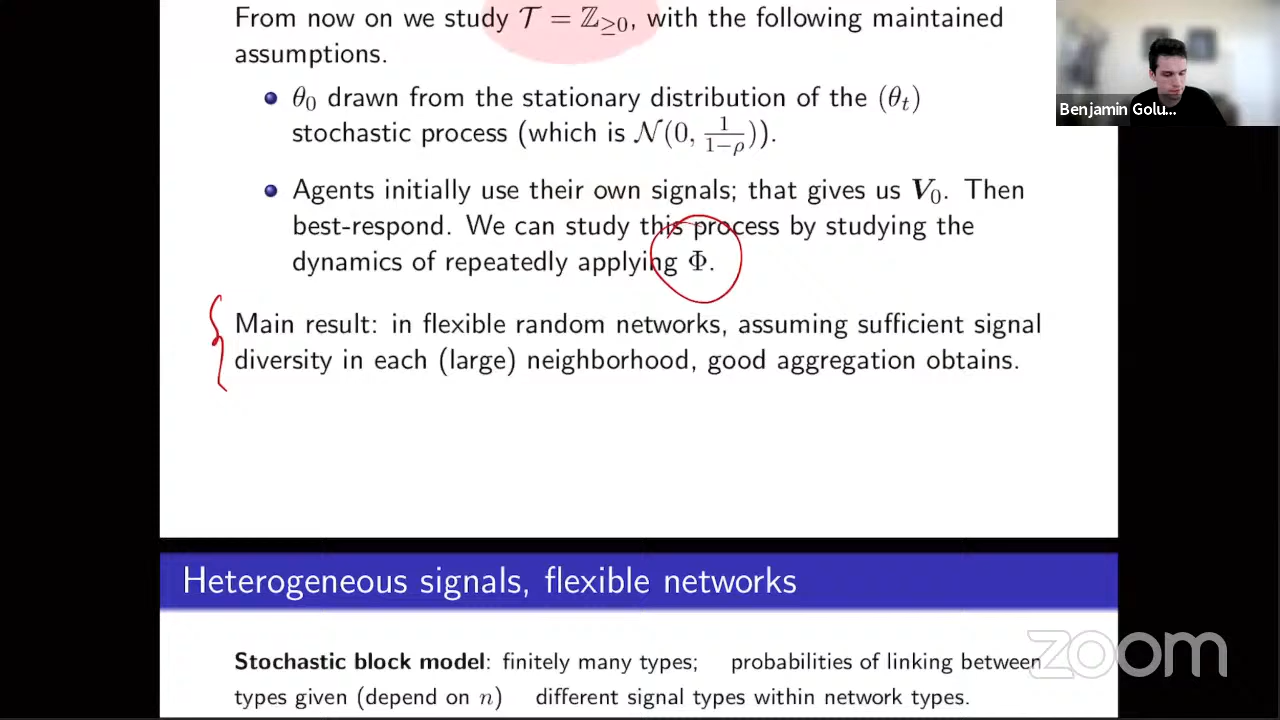 From now on we study 𝒯 = ℤ≥0, with the following maintained
assumptions.
θ0 drawn from the stationary distribution of the (θt)
stochastic process (which is 𝒩(0, 1/(1−ρ))).
Agents initially use their own signals; that gives us V0. Then
best-respond. We can study this process by studying the
dynamics of repeatedly applying Φ.
Main result: in flexible random networks, assuming sufficient signal
diversity in each (large) neighborhood, good aggregation obtains.
Heterogeneous signals, flexible networks
Stochastic block model: finitely many types; probabilities of linking between
types given (depend on n) different signal types within network types.
Benjamin Golu...
zoom